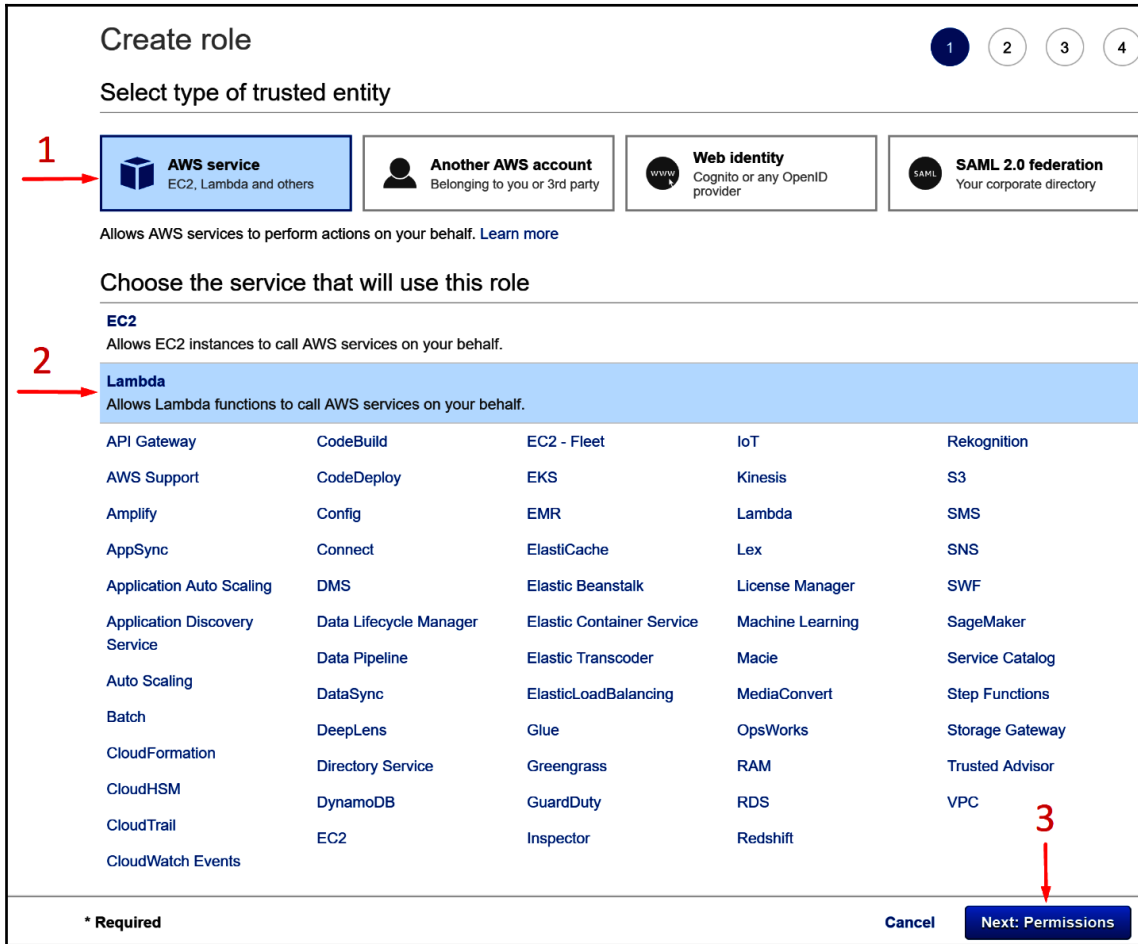 Create role
1 2 3 4
Select type of trusted entity
1
AWS service
EC2, Lambda and others
Another AWS account
Belonging to you or 3rd party
www
Web identity
Cognito or any OpenID
provider
SAML
SAML 2.0 federation
Your corporate directory
Allows AWS services to perform actions on your behalf. Learn more
Choose the service that will use this role
EC2
Allows EC2 instances to call AWS services on your behalf.
2
Lambda
Allows Lambda functions to call AWS services on your behalf.
API Gateway
AWS Support
Amplify
AppSync
Application Auto Scaling
Application Discovery
Service
Auto Scaling
Batch
CloudFormation
CloudHSM
CloudTrail
CloudWatch Events
CodeBuild
CodeDeploy
Config
Connect
DMS
Data Lifecycle Manager
Data Pipeline
DataSync
DeepLens
Directory Service
DynamoDB
EC2
EC2 - Fleet
EKS
EMR
ElastiCache
Elastic Beanstalk
Elastic Container Service
Elastic Transcoder
ElasticLoadBalancing
Glue
Greengrass
GuardDuty
Inspector
IoT
Kinesis
Lambda
Lex
License Manager
Machine Learning
Macie
MediaConvert
OpsWorks
RAM
RDS
Redshift
Rekognition
S3
SMS
SNS
SWF
SageMaker
Service Catalog
Step Functions
Storage Gateway
Trusted Advisor
VPC
3
* Required
Cancel
Next: Permissions